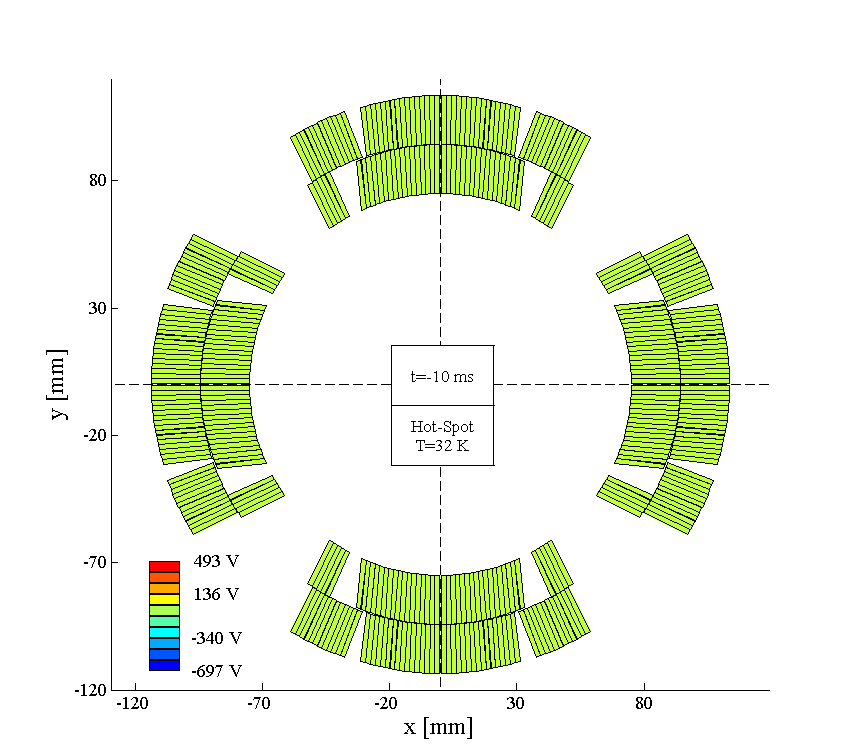 80
30
-20
-70
-120
y [mm]
t=-10 ms
Hot-Spot
T=32 K
493 V
136 V
-340 V
-697 V
-120 -70 -20 30 80
x [mm]